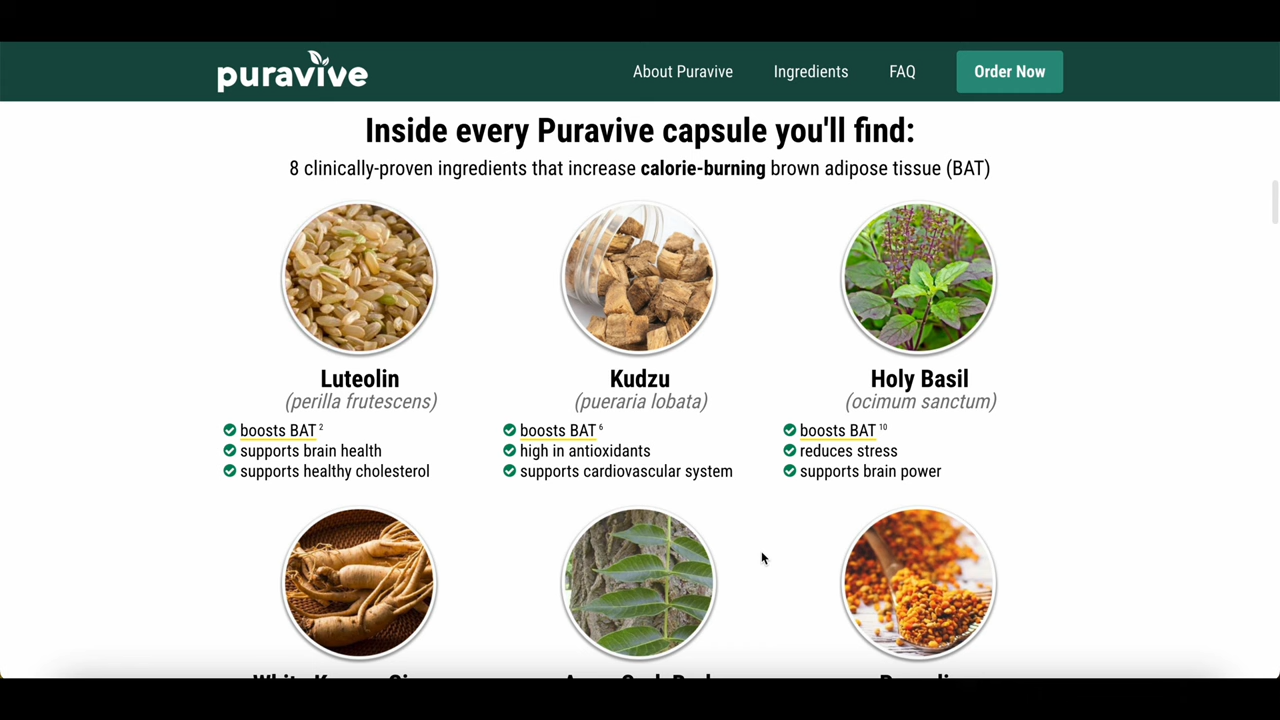 puravive
About Puravive
Ingredients
FAQ
Order Now
Inside every Puravive capsule you'll find:
8 clinically-proven ingredients that increase calorie-burning brown adipose tissue (BAT)
Luteolin
(perilla frutescens)
boosts BAT 2
supports brain health
supports healthy cholesterol
Kudzu
(pueraria lobata)
boosts BAT 6
high in antioxidants
supports cardiovascular system
Holy Basil
(ocimum sanctum)
boosts BAT 10
reduces stress
supports brain power